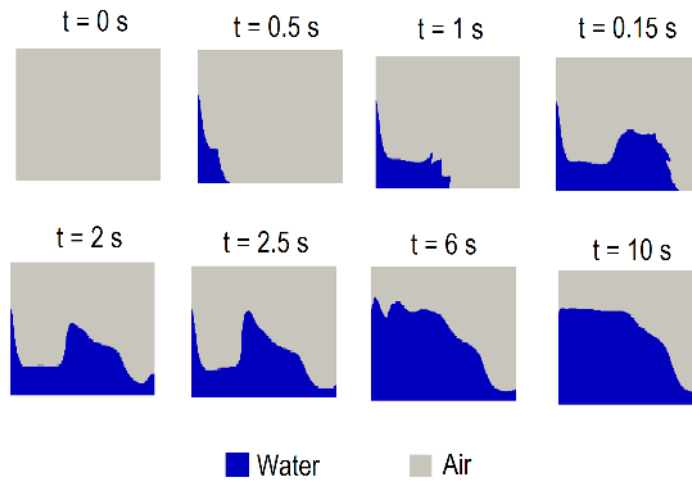 t = 0 s
t = 0.5 s
t = 1 s
t = 0.15 s
t = 2 s
t = 2.5 s
t = 6 s
t = 10 s
Water
Air